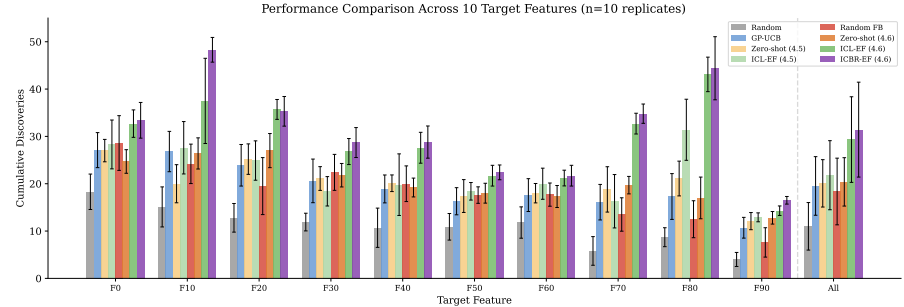 Performance Comparison Across 10 Target Features (n=10 replicates)
Cumulative Discoveries
50
40
30
20
10
0
Random
GP-UCB
Zero-shot (4.5)
ICL-EF (4.5)
Random FB
Zero-shot (4.6)
ICL-EF (4.6)
ICBR-EF (4.6)
F0 F10 F20 F30 F40 F50 F60 F70 F80 F90 All
Target Feature